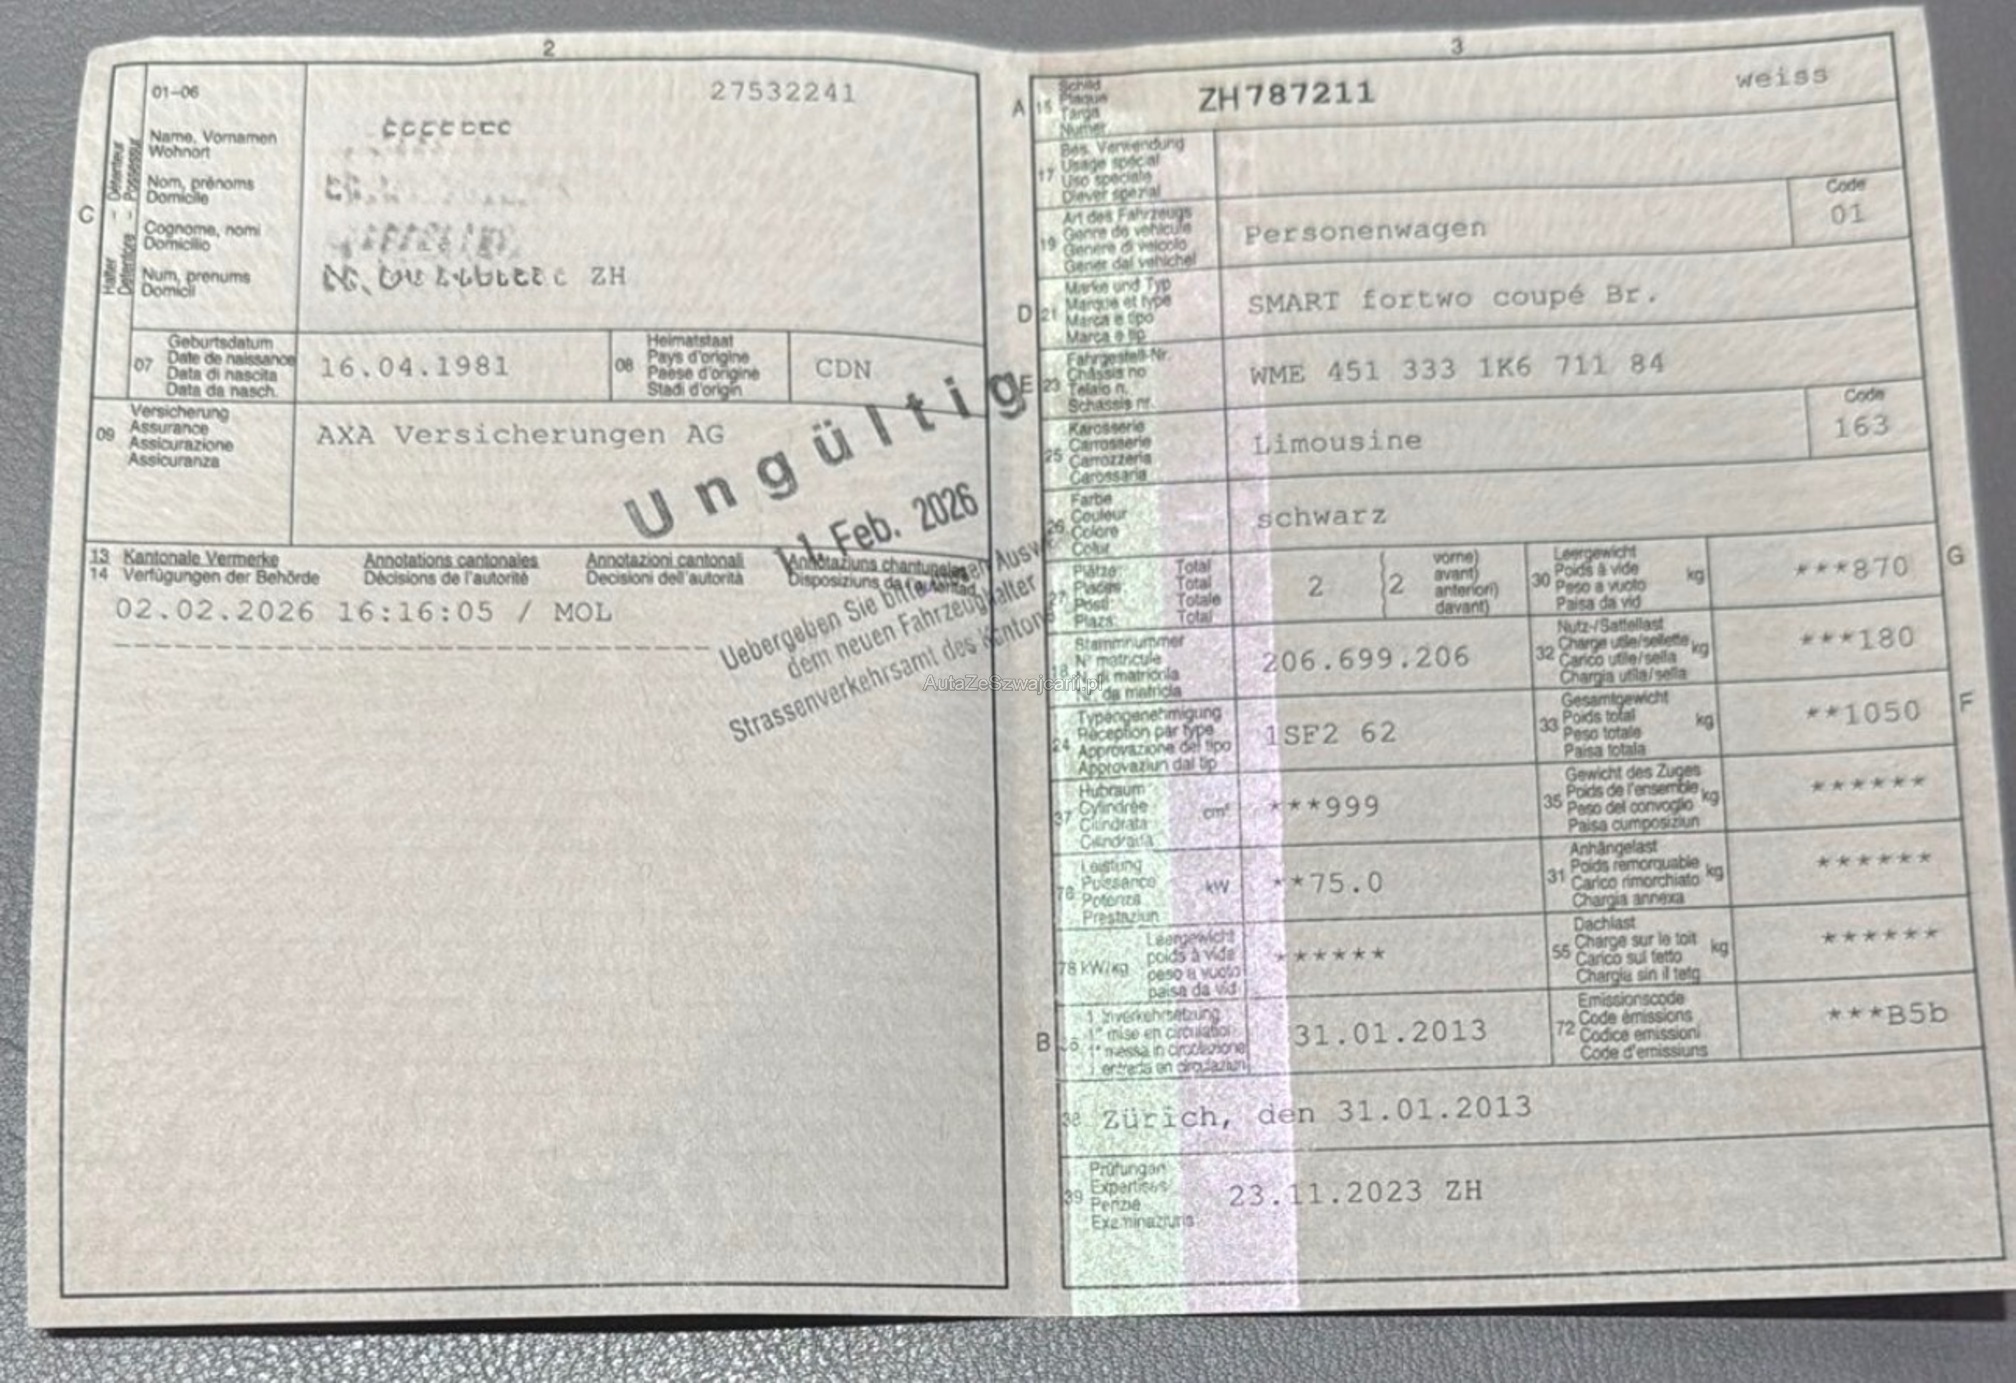 2
01-06
27532241
C
Halter - Détenteur
Detentore - Possessur
Name, Vornamen
Wohnort
Nom, prénoms
Domicile
Cognome, nomi
Domicilio
Num, prenums
Domicil
ZH
07
Geburtsdatum
Date de naissance
Data di nascita
Data da nasch.
16.04.1981
08
Heimatstaat
Pays d'origine
Paese d'origine
Stadi d'origin
CDN
09
Versicherung
Assurance
Assicurazione
Assicuranza
AXA Versicherungen AG
Ungültig
11. Feb. 2026
13 Kantonale Vermerke
14 Verfügungen der Behörde
Annotations cantonales
Décisions de l'autorité
Annotazioni cantonali
Decisioni dell'autorità
Annotaziuns chantunalas
Disposiziuns da l'autoritad
02.02.2026 16:16:05 / MOL
Uebergeben Sie bitte
dem neuen Fahrzeughalter
Strassenverkehrsamt des Kantons
AutaZeSzwajcarii.pl
3
A 15
Schild
Plaque
Targa
Numer
ZH 787211
weiss
17
Bes. Verwendung
Usage spécial
Uso speciale
Diever spezial
19
Art des Fahrzeugs
Genre de véhicule
Genere di veicolo
Gener dal vehichel
Personenwagen
Code
01
D 21
Marke und Typ
Marque et type
Marca e tipo
Marca e tip
SMART fortwo coupé Br.
E 23
Fahrgestell-Nr.
Châssis no
Telaio n.
Schassis nr.
WME 451 333 1K6 711 84
25
Karosserie
Carrosserie
Carrozzeria
Carossaria
Limousine
Code
163
26
Farbe
Couleur
Colore
Colur
schwarz
27
Plätze: Total
Places: Total
Posti: Totale
Plazs: Total
2
2
vorne)
avant)
anteriori)
davant)
30
Leergewicht
Poids à vide
Peso a vuoto
Paisa da vid
kg
***870
G
18
Stammnummer
N° matricule
N. di matricola
Nr. da matricla
206.699.206
32
Nutz-/Sattellast
Charge utile/sellette
Carico utile/sella
Chargia utila/sella
kg
***180
24
Typengenehmigung
Réception par type
Approvazione del tipo
Approvaziun dal tip
1SF2 62
33
Gesamtgewicht
Poids total
Peso totale
Paisa totala
kg
**1050
F
37
Hubraum
Cylindrée
Cilindrata
Cilindrada
cm³
***999
35
Gewicht des Zuges
Poids de l'ensemble
Peso del convoglio
Paisa cumposiziun
kg
******
76
Leistung
Puissance
Potenza
Prestaziun
kW
**75.0
31
Anhängelast
Poids remorquable
Carico rimorchiato
Chargia annexa
kg
******
78 kW/kg
Leergewicht
poids à vide
peso a vuoto
paisa da vid
******
55
Dachlast
Charge sur le toit
Carico sul tetto
Chargia sin il tetg
kg
******
B 36
1. Inverkehrsetzung
1re mise en circulation
1a messa in circolazione
1. entrada en circulaziun
31.01.2013
72
Emissionscode
Code émissions
Codice emissioni
Code d'emissiuns
***B5b
38 Zürich, den 31.01.2013
39
Prüfungen
Expertises
Perizie
Examinaziuns
23.11.2023 ZH